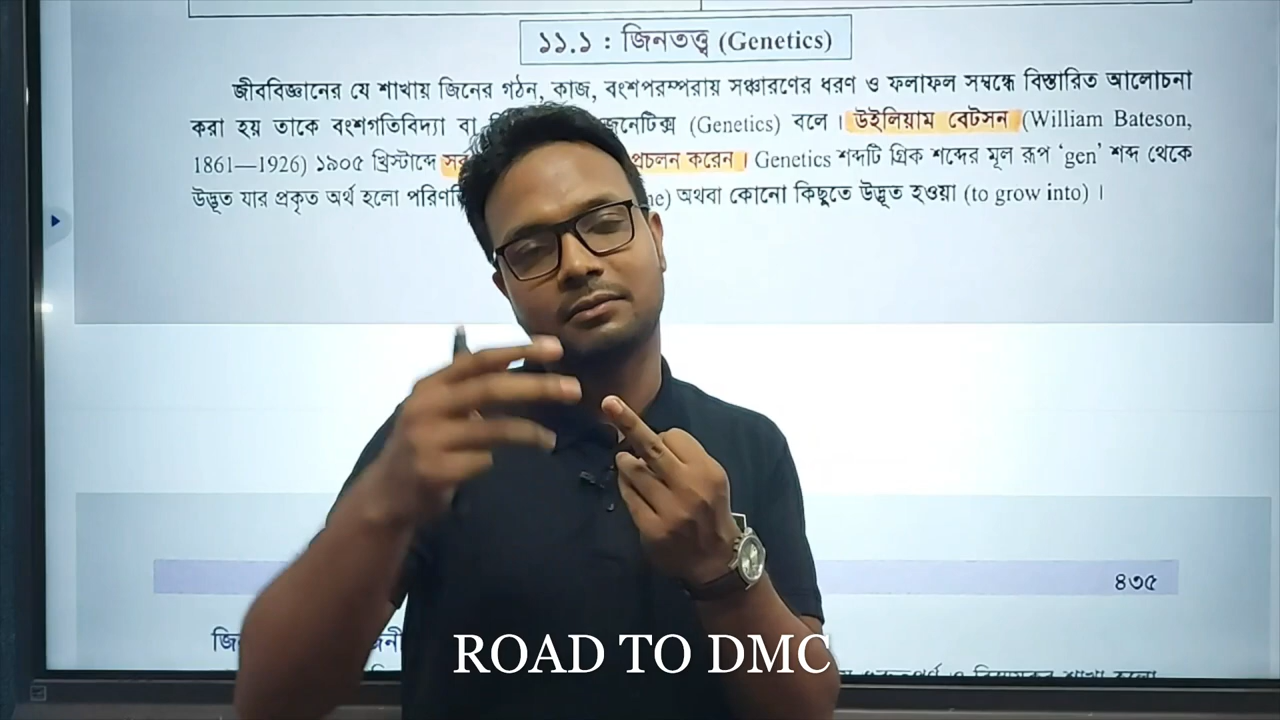 ১১.১ : জিনতত্ত্ব (Genetics)
জীববিজ্ঞানের যে শাখায় জিনের গঠন, কাজ, বংশপরম্পরায় সঞ্চারণের ধরণ ও ফলাফল সম্বন্ধে বিস্তারিত আলোচনা
করা হয় তাকে বংশগতিবিদ্যা বা (Genetics) বলে। উইলিয়াম বেটসন (William Bateson,
1861—1926) ১৯০৫ খ্রিস্টাব্দে প্রচলন করেন। Genetics শব্দটি গ্রিক শব্দের মূল রূপ ‘gen’ শব্দ থেকে
উদ্ভূত যার প্রকৃত অর্থ হলো অথবা কোনো কিছুতে উদ্ভূত হওয়া (to grow into)।
৪৩৫
ROAD TO DMC